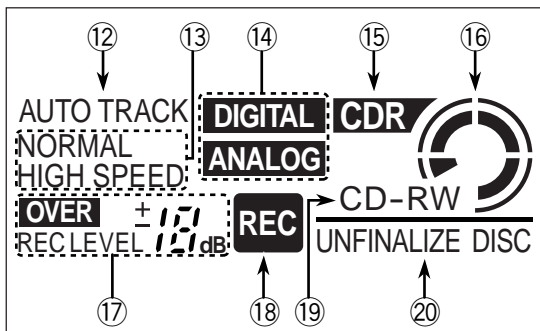 ⑫ ⑬ ⑭ ⑮ ⑯
AUTO TRACK DIGITAL CDR
NORMAL ANALOG
HIGH SPEED
OVER ± 18 dB REC CD-RW
REC LEVEL UNFINALIZE DISC
⑰ ⑱ ⑲ ⑳